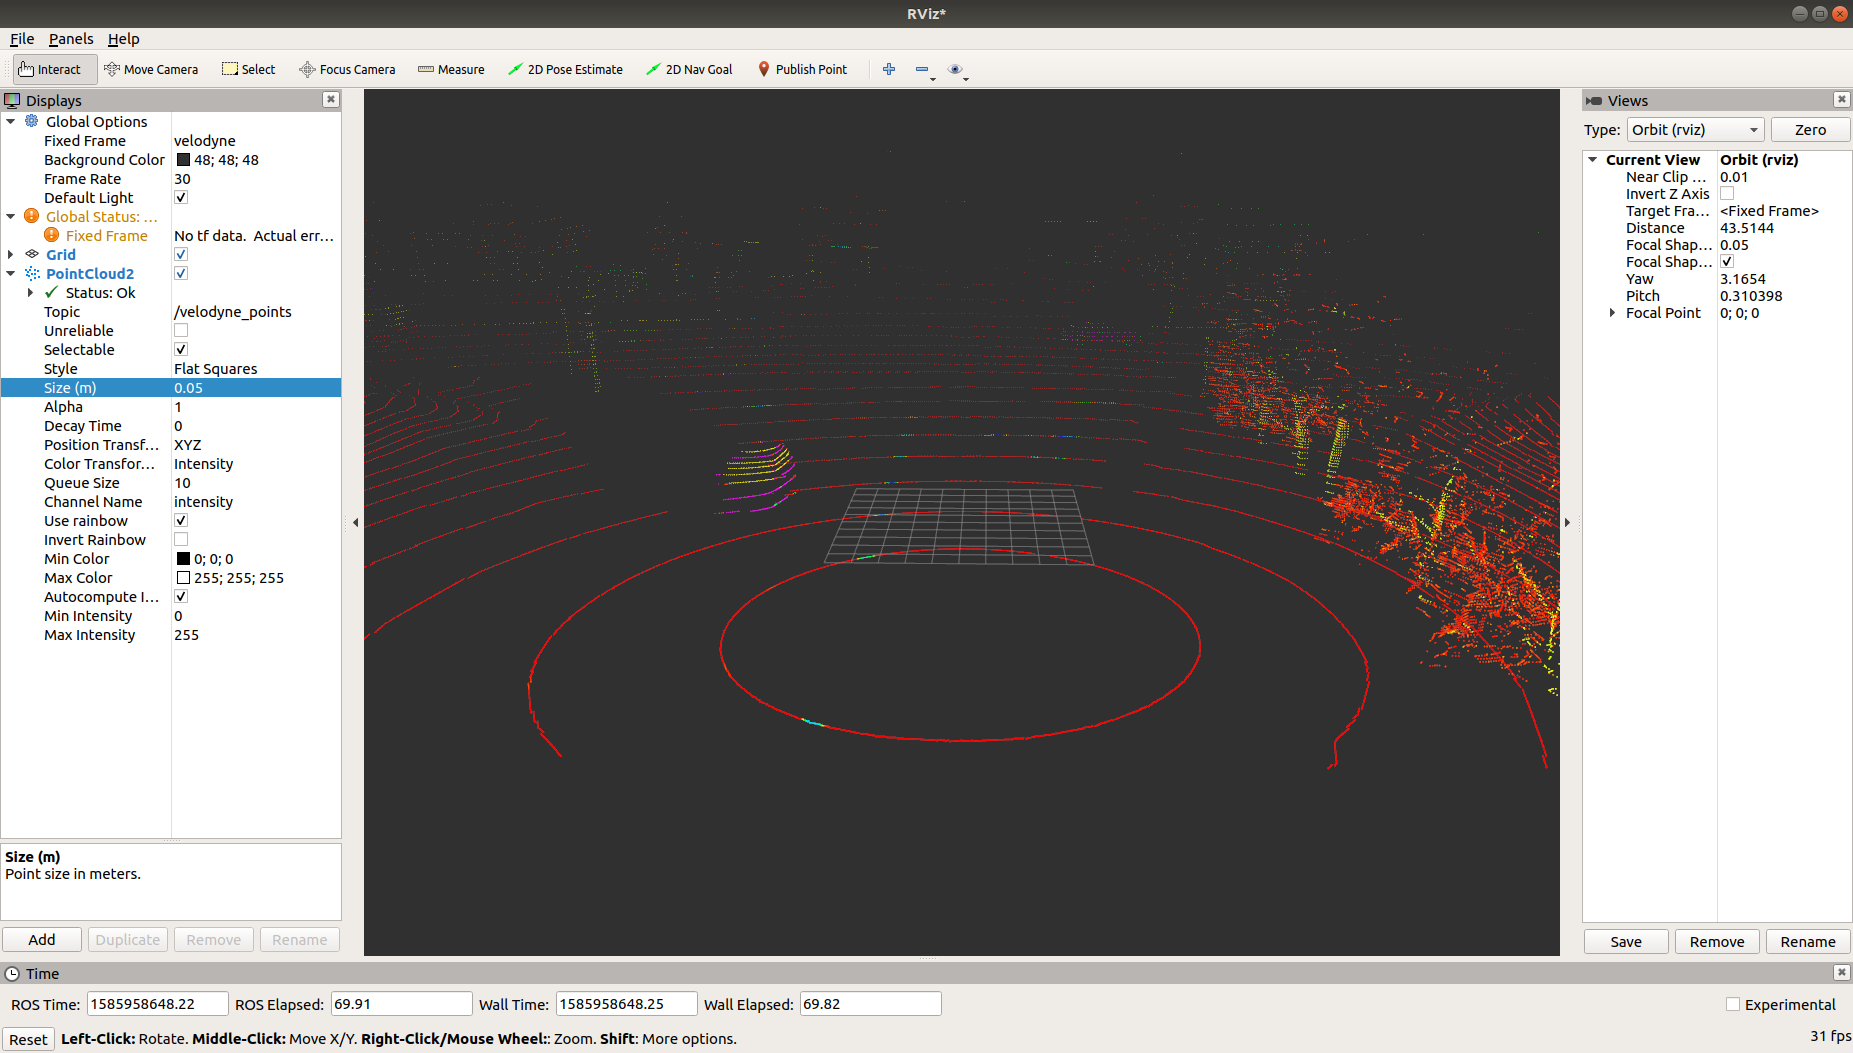 RViz*
File Panels Help
Interact Move Camera Select Focus Camera Measure 2D Pose Estimate 2D Nav Goal Publish Point
Displays
Global Options
Fixed Frame velodyne
Background Color 48; 48; 48
Frame Rate 30
Default Light
Global Status: ...
Fixed Frame No tf data. Actual err...
Grid
PointCloud2
Status: Ok
Topic /velodyne_points
Unreliable
Selectable
Style Flat Squares
Size (m) 0.05
Alpha 1
Decay Time 0
Position Transf... XYZ
Color Transfor... Intensity
Queue Size 10
Channel Name intensity
Use rainbow
Invert Rainbow
Min Color 0; 0; 0
Max Color 255; 255; 255
Autocompute I...
Min Intensity 0
Max Intensity 255
Size (m)
Point size in meters.
Add Duplicate Remove Rename
Views
Type: Orbit (rviz) Zero
Current View Orbit (rviz)
Near Clip ... 0.01
Invert Z Axis
Target Fra... <Fixed Frame>
Distance 43.5144
Focal Shap... 0.05
Focal Shap...
Yaw 3.1654
Pitch 0.310398
Focal Point 0; 0; 0
Save Remove Rename
Time
ROS Time: 1585958648.22 ROS Elapsed: 69.91 Wall Time: 1585958648.25 Wall Elapsed: 69.82 Experimental
Reset Left-Click: Rotate. Middle-Click: Move X/Y. Right-Click/Mouse Wheel:: Zoom. Shift: More options. 31 fps